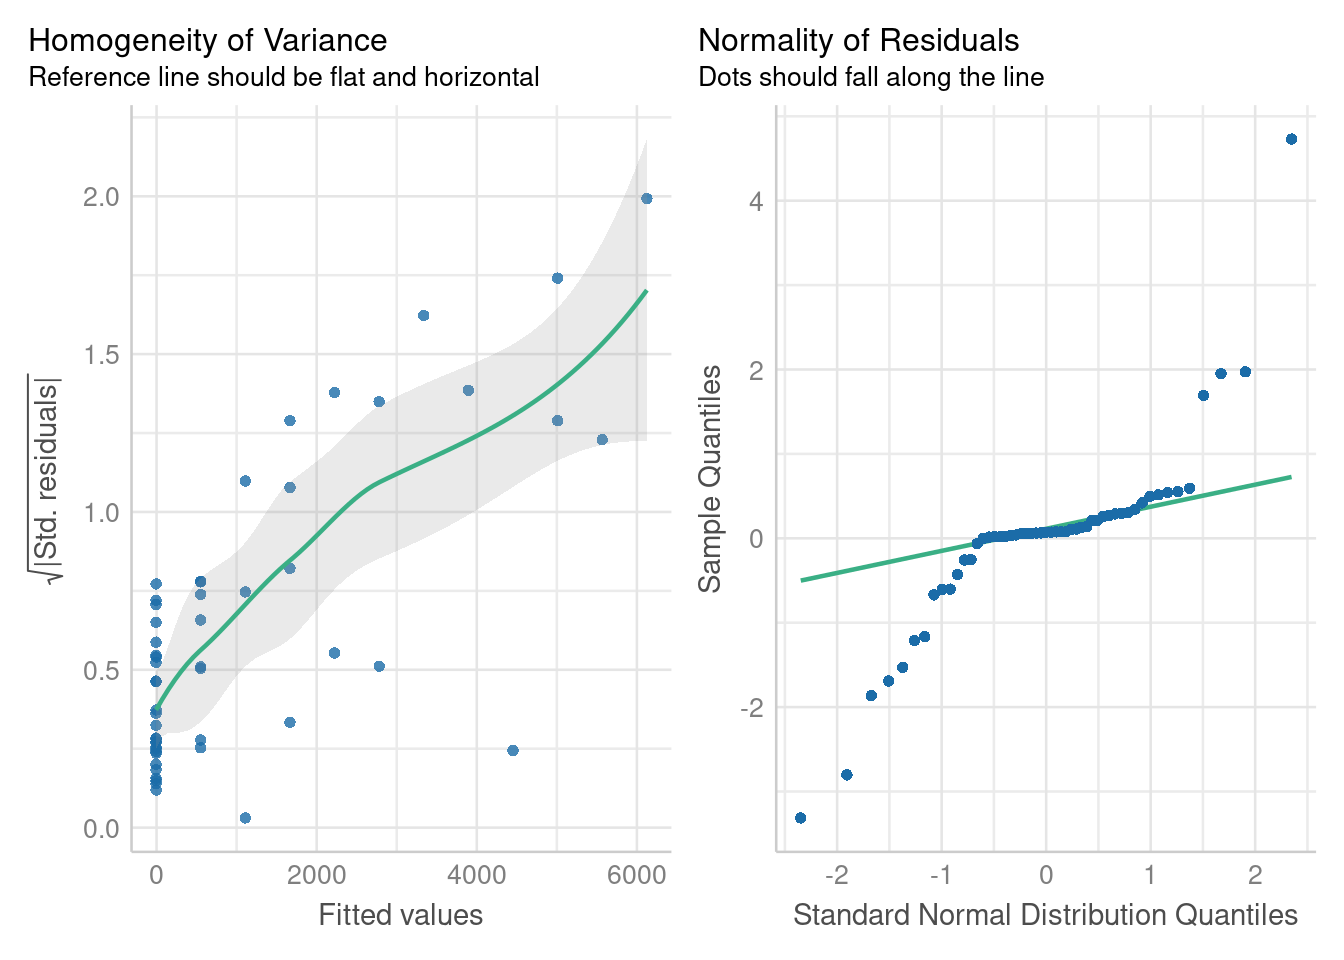 Homogeneity of Variance
Reference line should be flat and horizontal
2.0
1.5
1.0
0.5
0.0
√|Std. residuals|
0 2000 4000 6000
Fitted values
Normality of Residuals
Dots should fall along the line
4
2
0
-2
Sample Quantiles
-2 -1 0 1 2
Standard Normal Distribution Quantiles